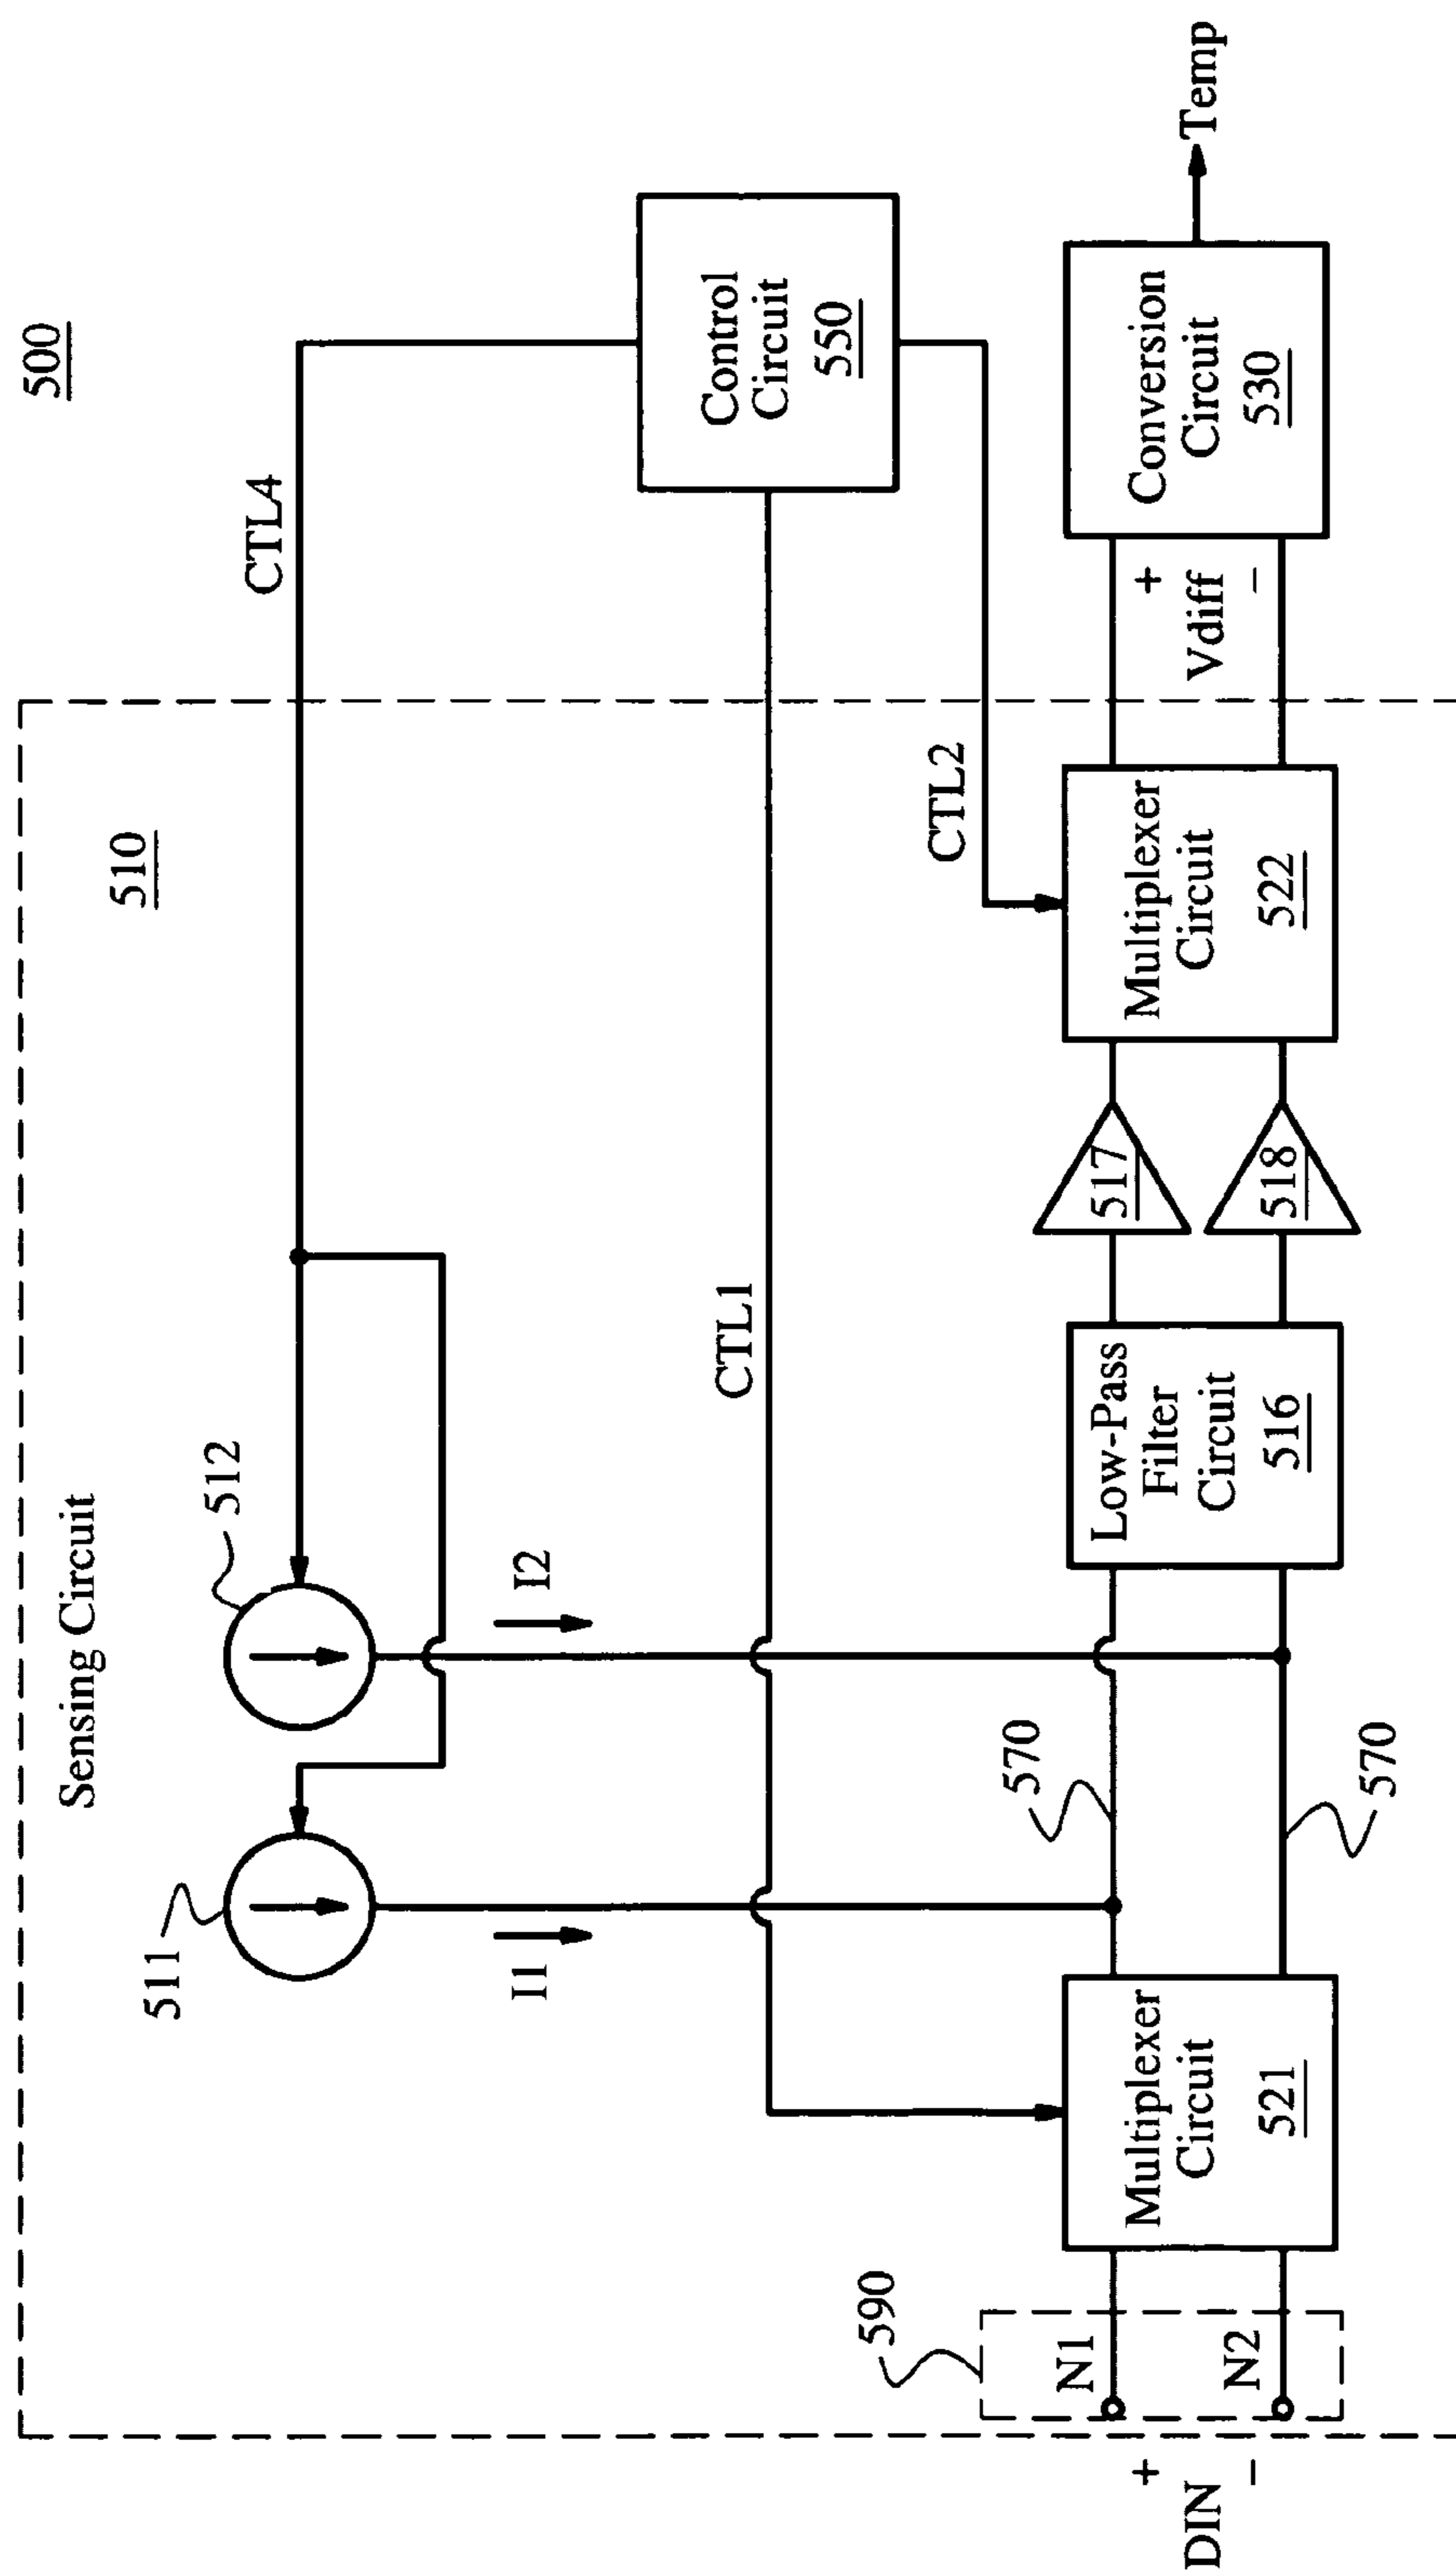 500
Sensing Circuit
510
511
512
I1
I2
CTL4
CTL1
CTL2
Control
Circuit
550
590
N1
N2
+
DIN
–
Multiplexer
Circuit
521
570
570
Low-Pass
Filter
Circuit
516
517
518
Multiplexer
Circuit
522
+
Vdiff
–
Conversion
Circuit
530
Temp